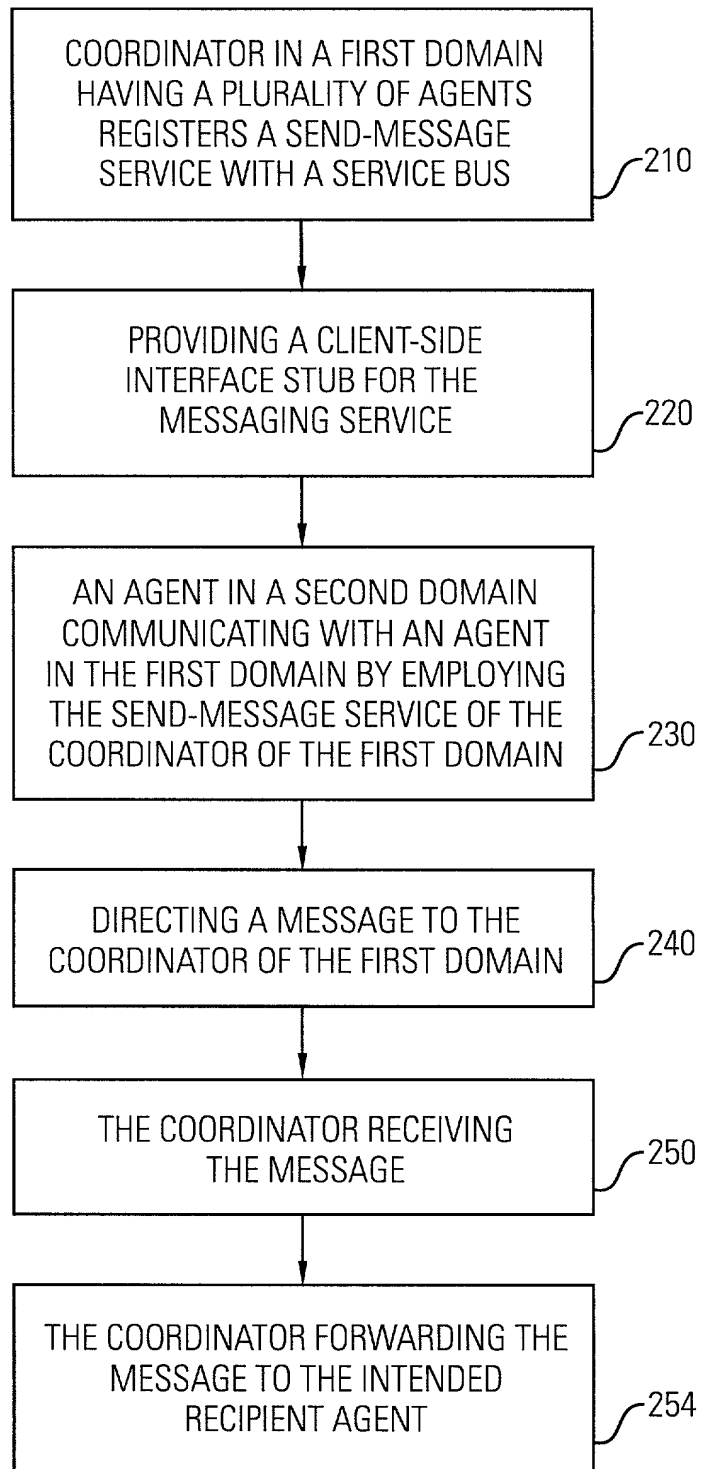 COORDINATOR IN A FIRST DOMAIN
HAVING A PLURALITY OF AGENTS
REGISTERS A SEND-MESSAGE
SERVICE WITH A SERVICE BUS
210
PROVIDING A CLIENT-SIDE
INTERFACE STUB FOR THE
MESSAGING SERVICE
220
AN AGENT IN A SECOND DOMAIN
COMMUNICATING WITH AN AGENT
IN THE FIRST DOMAIN BY EMPLOYING
THE SEND-MESSAGE SERVICE OF THE
COORDINATOR OF THE FIRST DOMAIN
230
DIRECTING A MESSAGE TO THE
COORDINATOR OF THE FIRST DOMAIN
240
THE COORDINATOR RECEIVING
THE MESSAGE
250
THE COORDINATOR FORWARDING THE
MESSAGE TO THE INTENDED
RECIPIENT AGENT
254